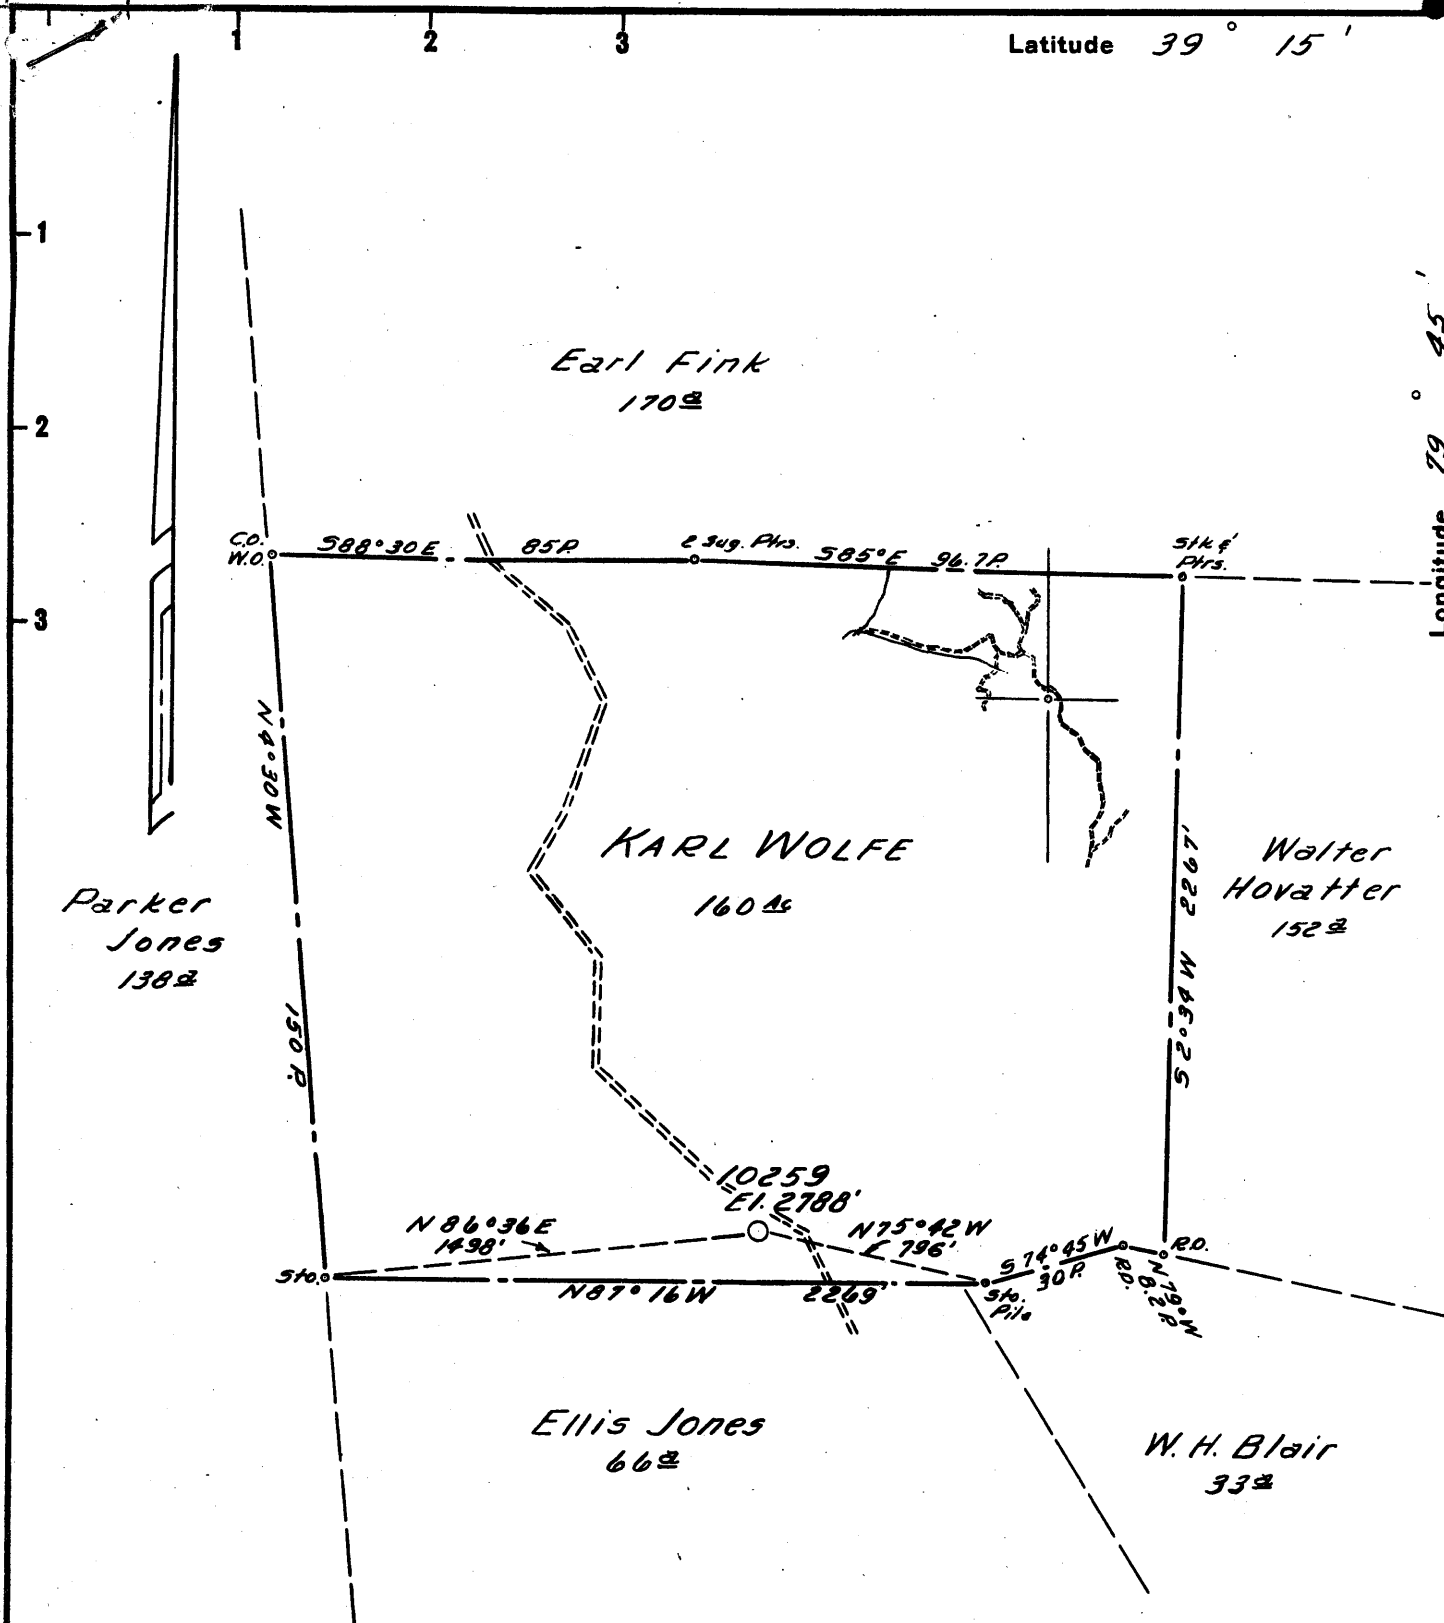 1 2 3
Latitude 39° 15'
Longitude 79° 45'
1
2
3
Earl Fink
170 a
C.O.
W.O.
S88°30E 85P.
2 Sug. Ptrs.
S85°E 96.7P.
Stk &
Ptrs.
N4°30W 150 P.
KARL WOLFE
160 Ac
Parker
Jones
138 a
Walter
Hovatter
152 a
S2°34W 2267'
10259
El. 2788'
N86°36E
1498'
N75°42W
796'
S74°45W
30P.
R.O.
R.O.
N79°W
8.2P.
Sto.
N87°16W 2269'
Sto.
Pile
Ellis Jones
66 a
W. H. Blair
33 a